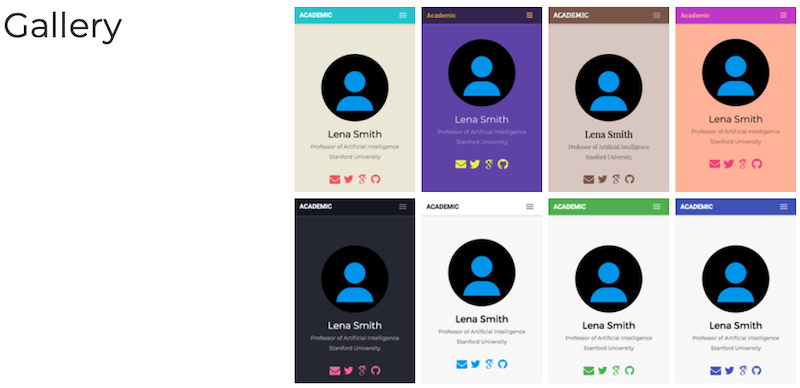 Gallery
ACADEMIC
Lena Smith
Professor of Artificial Intelligence
Stanford University
Academic
Lena Smith
Professor of Artificial Intelligence
Stanford University
ACADEMIC
Lena Smith
Professor of Artificial Intelligence
Stanford University
Academic
Lena Smith
Professor of Artificial Intelligence
Stanford University
ACADEMIC
Lena Smith
Professor of Artificial Intelligence
Stanford University
ACADEMIC
Lena Smith
Professor of Artificial Intelligence
Stanford University
ACADEMIC
Lena Smith
Professor of Artificial Intelligence
Stanford University
ACADEMIC
Lena Smith
Professor of Artificial Intelligence
Stanford University